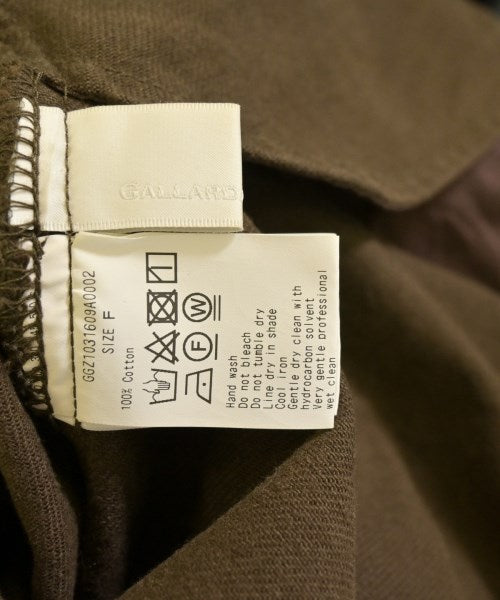 GALLARD
GGZ1031609A0002
SIZE F
100% Cotton
F W
Hand wash
Do not bleach
Do not tumble dry
Line dry in shade
Cool iron
Gentle dry clean with
hydrocarbon solvent
Very gentle professional
wet clean